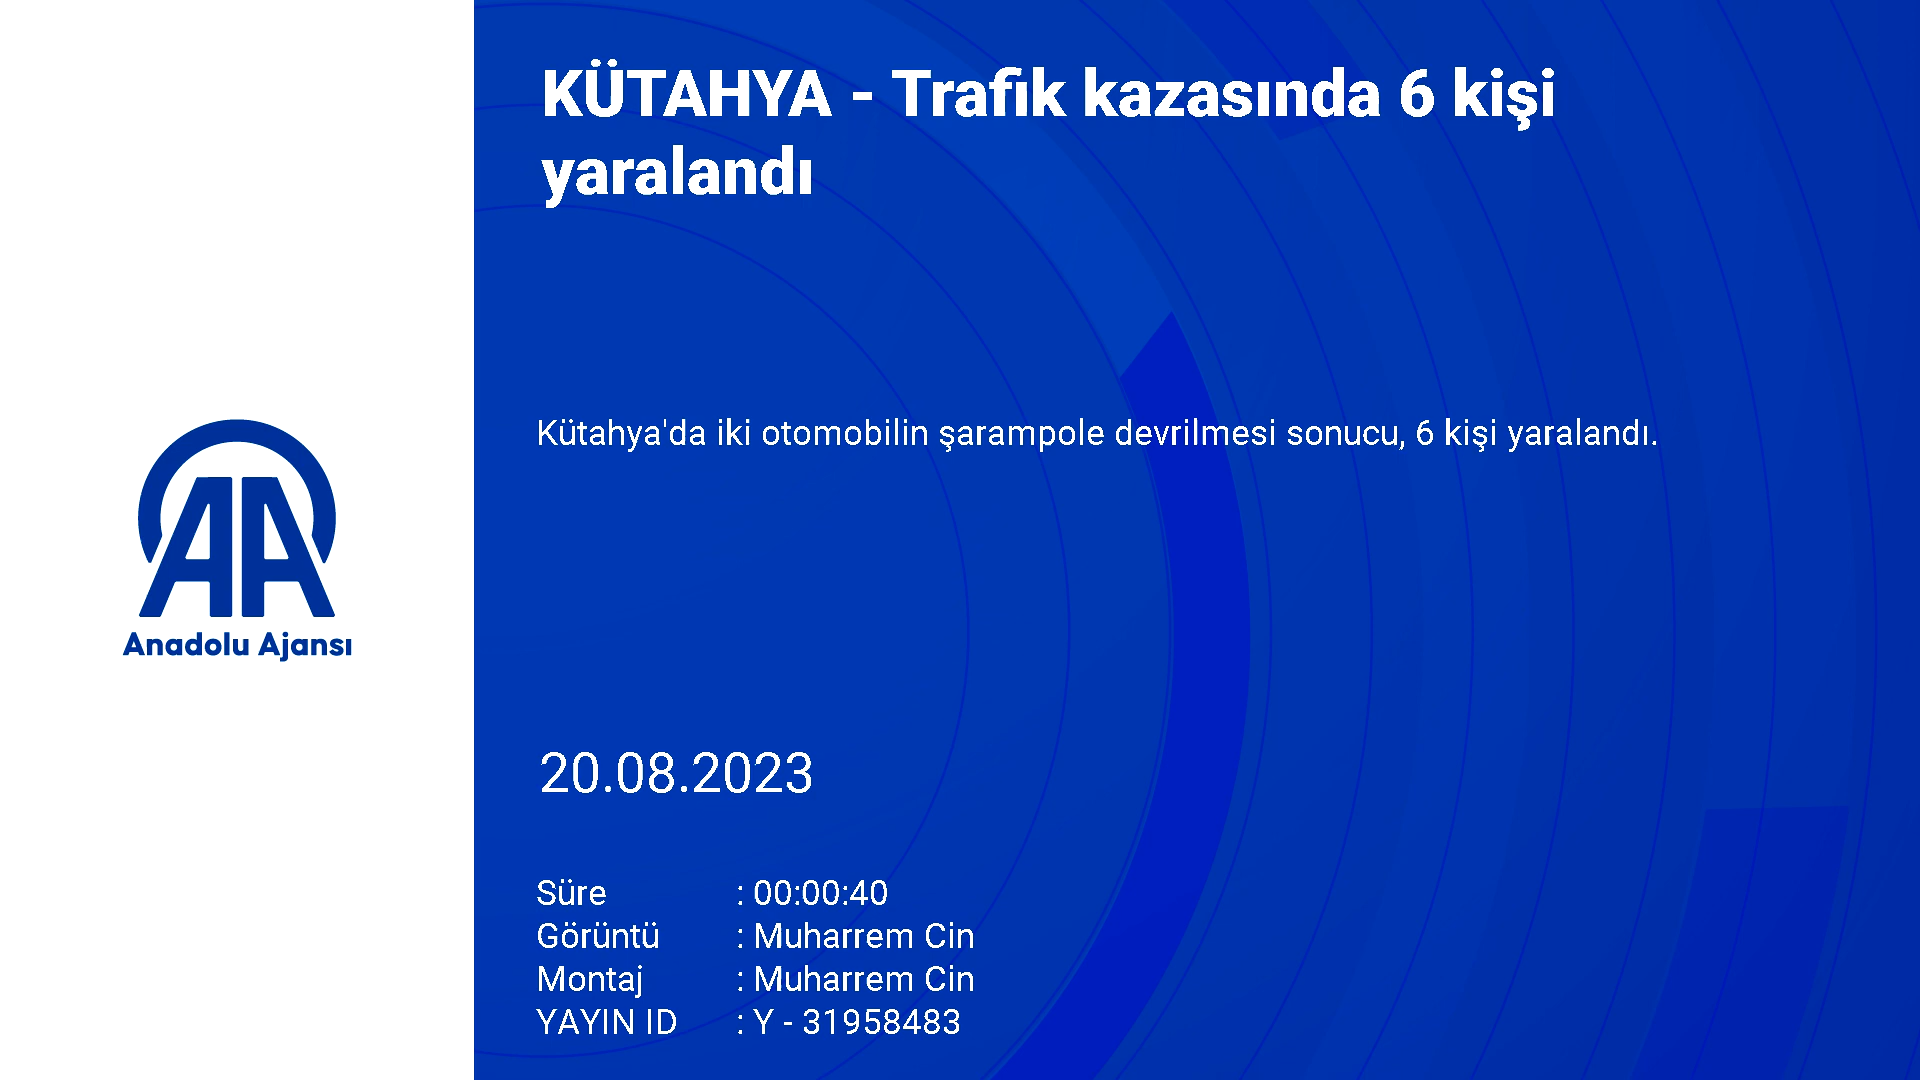 KÜTAHYA - Trafik kazasında 6 kişi
yaralandı
Kütahya'da iki otomobilin şarampole devrilmesi sonucu, 6 kişi yaralandı.
AA
Anadolu Ajansı
20.08.2023
Süre : 00:00:40
Görüntü : Muharrem Cin
Montaj : Muharrem Cin
YAYIN ID : Y - 31958483